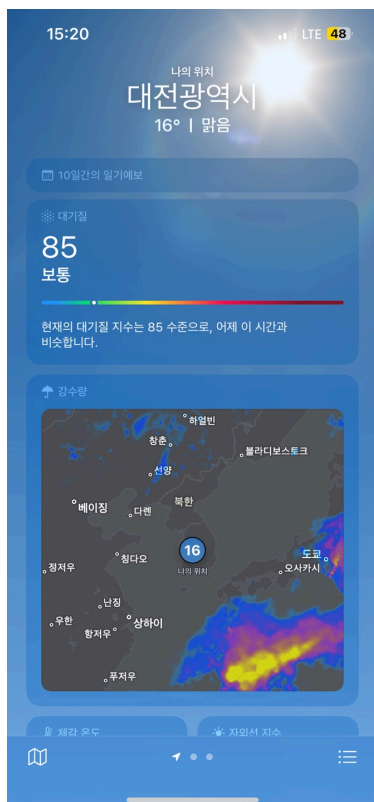 15:20
LTE 48
나의 위치
대전광역시
16° | 맑음
10일간의 일기예보
대기질
85
보통
현재의 대기질 지수는 85 수준으로, 어제 이 시간과
비슷합니다.
강수량
하얼빈
창춘
블라디보스토크
선양
북한
베이징
다롄
16
도쿄
칭다오
나의 위치
오사카시
정저우
난징
우한
상하이
항저우
푸저우
체감 온도
자외선 지수